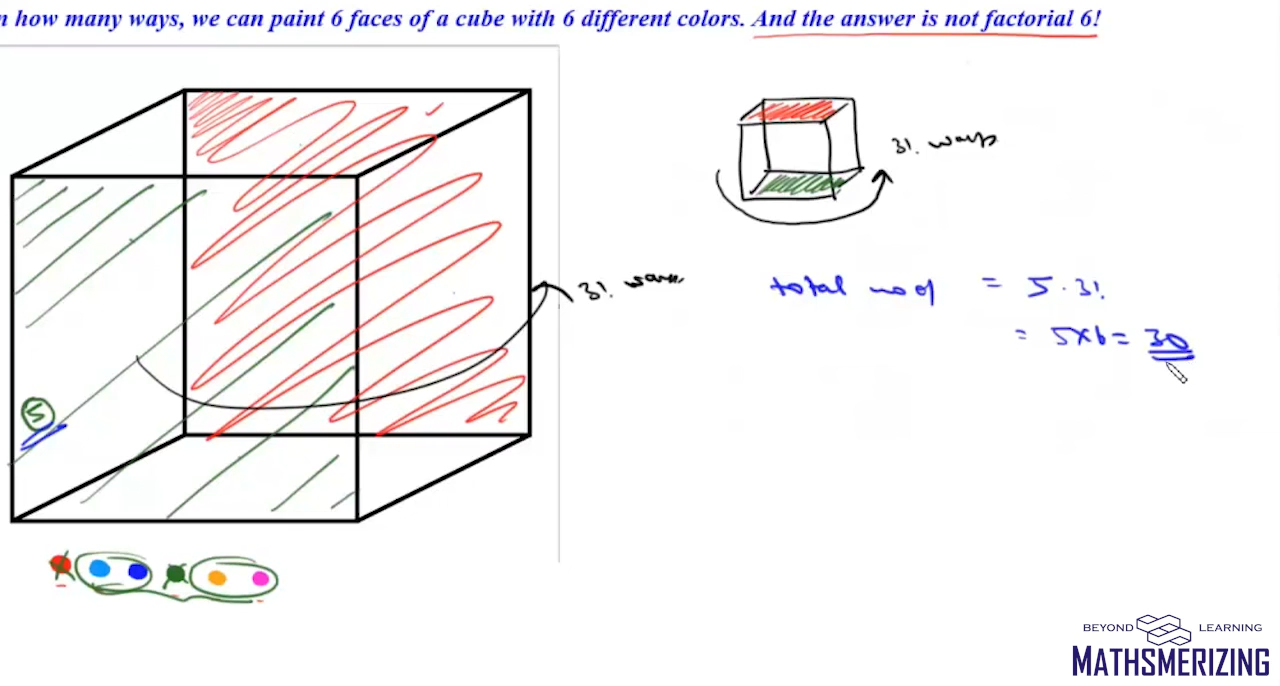 n how many ways, we can paint 6 faces of a cube with 6 different colors. And the answer is not factorial 6!
3! ways
3! ways
total no of = 5 · 3!
= 5×6 = 30
5
BEYOND LEARNING
MATHSMERIZING